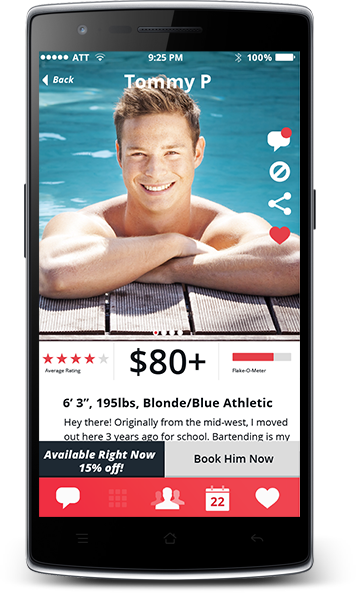 ATT 9:25 PM 100%
Back Tommy P
$80+
Average Rating Flake-O-Meter
6’ 3”, 195lbs, Blonde/Blue Athletic
Hey there! Originally from the mid-west, I moved
out here 3 years ago for school. Bartending is my
Available Right Now
15% off!
Book Him Now
22